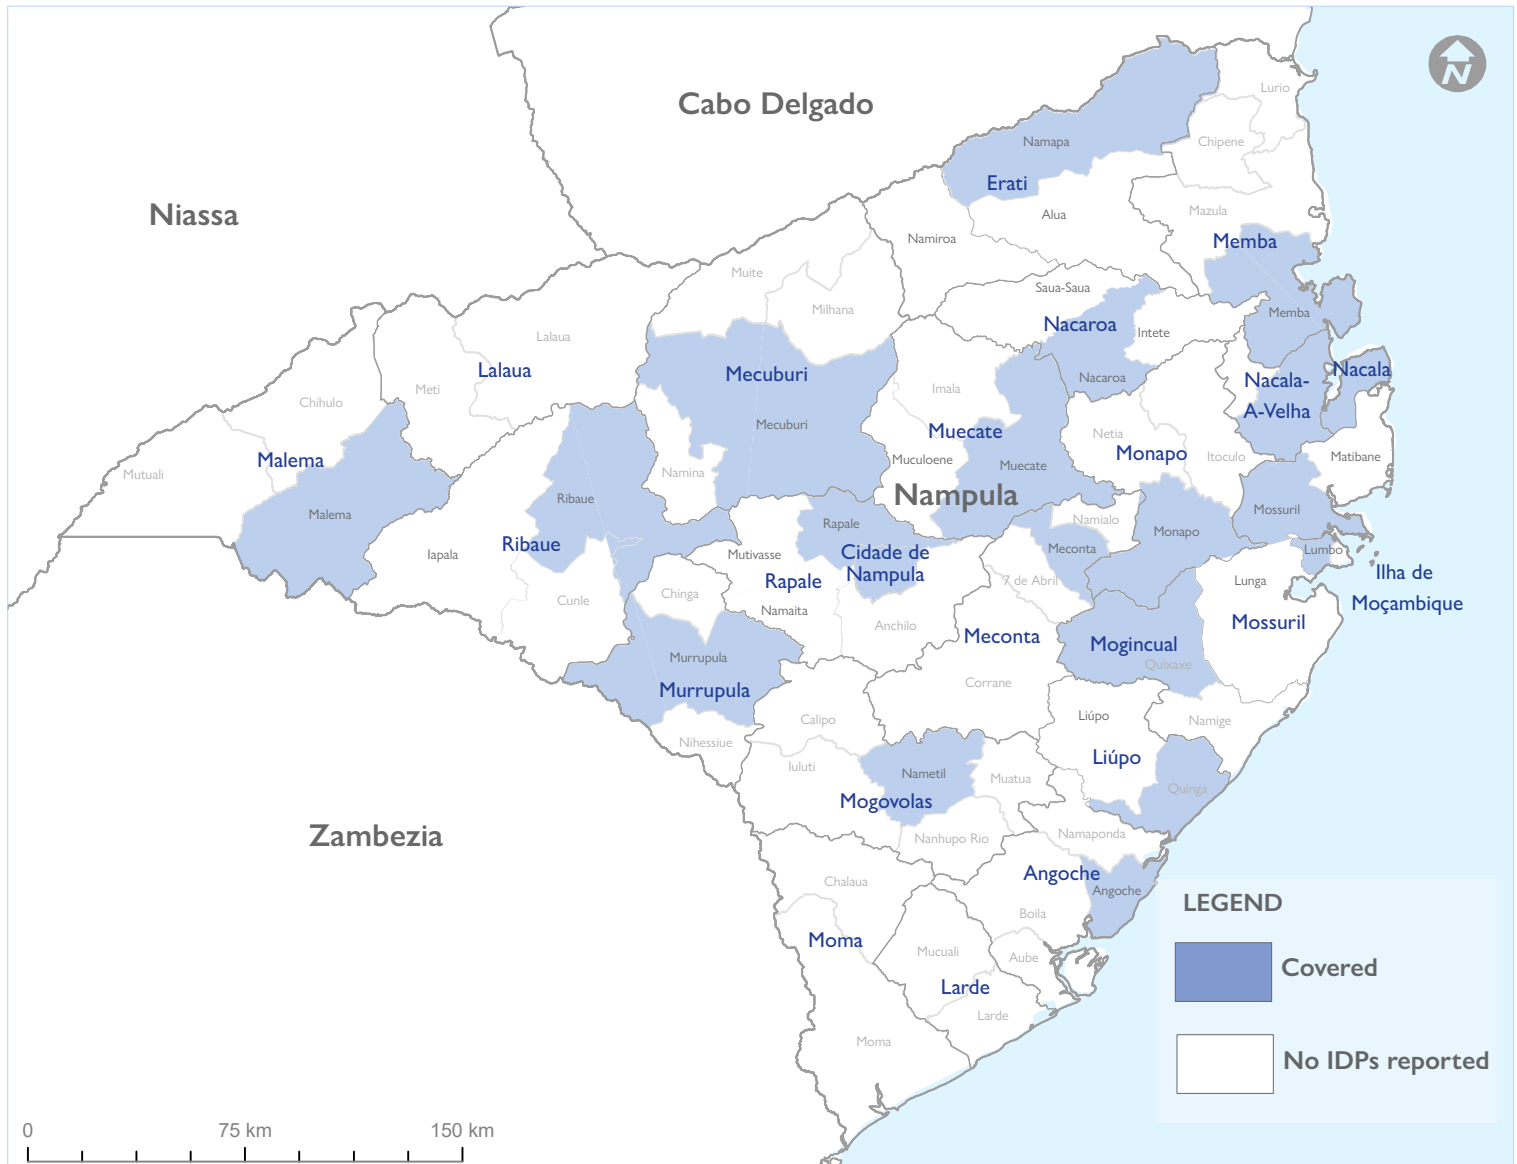 N
Cabo Delgado
Lurio
Chipene
Namapa
Erati
Niassa
Mazula
Alua
Namiroa
Memba
Muite
Saua-Saua
Milhana
Memba
Nacaroa
Intete
Lalaua
Lalaua
Nacala
Mecuburi
Nacaroa
Nacala-
A-Velha
Meti
Imala
Chihulo
Mecuburi
Muecate
Netia
Monapo
Itoculo
Matibane
Malema
Muculoene
Muecate
Mutuali
Namina
Nampula
Ribaue
Mossuril
Malema
Rapale
Namialo
Monapo
Ribaue
Iapala
Mutivasse
Cidade de
Nampula
Meconta
Lumbo
Ilha de
Moçambique
Rapale
7 de Abril
Lunga
Cunle
Chinga
Namaita
Anchilo
Mossuril
Meconta
Mogincual
Quixaxe
Murrupula
Murrupula
Corrane
Calipo
Liúpo
Namige
Nihessiue
Iuluti
Nametil
Muatua
Liúpo
Quinga
Mogovolas
Zambezia
Nanhupo Rio
Namaponda
Chalaua
Angoche
Angoche
Boila
LEGEND
Moma
Mucuali
Aube
Covered
Larde
Larde
Moma
No IDPs reported
0
75 km
150 km